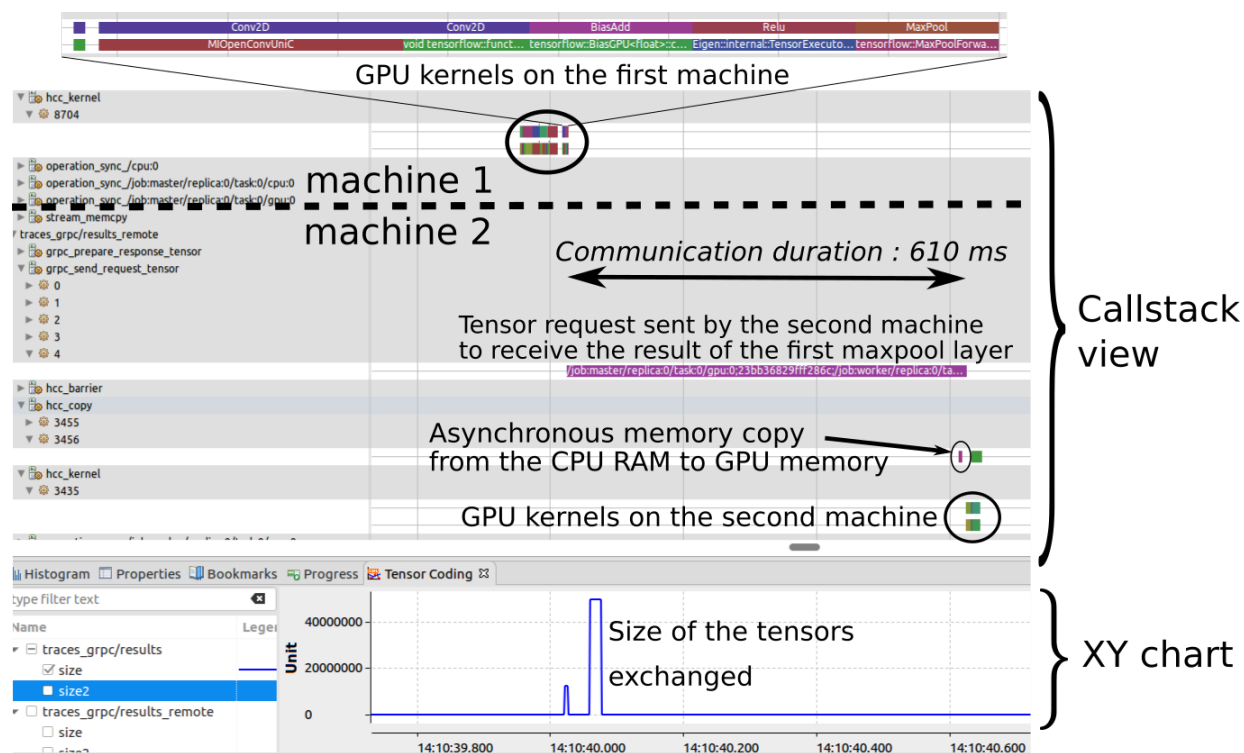 Conv2D Conv2D BiasAdd Relu MaxPool
MIOpenConvUniC void tensorflow::funct... tensorflow::BiasGPU<float>::c... Eigen::internal::TensorExecuto... tensorflow::MaxPoolForwa...
GPU kernels on the first machine
hcc_kernel
8704
operation_sync_/cpu:0
operation_sync_/job:master/replica:0/task:0/cpu:0
operation_sync_/job:master/replica:0/task:0/gpu:0
machine 1
stream_memcpy
machine 2
traces_grpc/results_remote
grpc_prepare_response_tensor
Communication duration : 610 ms
grpc_send_request_tensor
0
1
2
3
4
Tensor request sent by the second machine
to receive the result of the first maxpool layer
/job:master/replica:0/task:0/gpu:0;23bb36829fff286c;/job:worker/replica:0/ta...
Callstack
view
hcc_barrier
hcc_copy
3455
3456
Asynchronous memory copy
from the CPU RAM to GPU memory
hcc_kernel
3435
GPU kernels on the second machine
Histogram Properties Bookmarks Progress Tensor Coding
type filter text
Name Leger
traces_grpc/results
size
size2
traces_grpc/results_remote
size
Unit
40000000
20000000
0
Size of the tensors
exchanged
XY chart
14:10:39.800 14:10:40.000 14:10:40.200 14:10:40.400 14:10:40.600